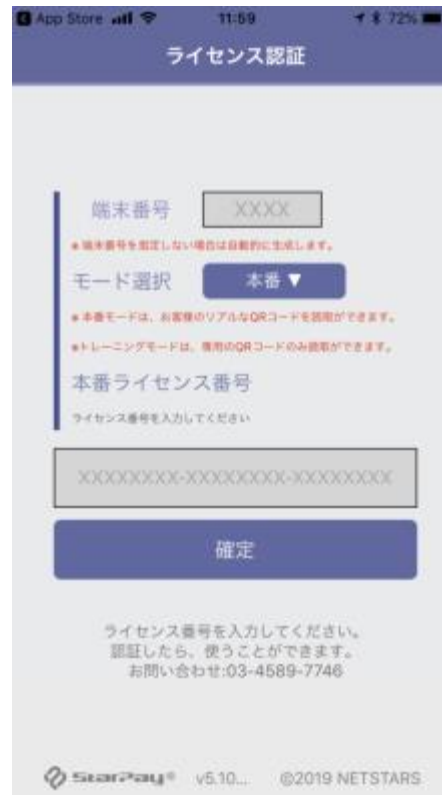 App Store 11:59 72%
ライセンス認証
端末番号 XXXX
* 端末番号を指定しない場合は自動的に生成します。
モード選択 本番▼
* 本番モードは、お客様のリアルなQRコードを読取ができます。
*トレーニングモードは、専用のQRコードのみ読取ができます。
本番ライセンス番号
ライセンス番号を入力してください
XXXXXXXX-XXXXXXXX-XXXXXXXX
確定
ライセンス番号を入力してください。
認証したら、使うことができます。
お問い合わせ:03-4589-7746
StarPay® v5.10... ©2019 NETSTARS